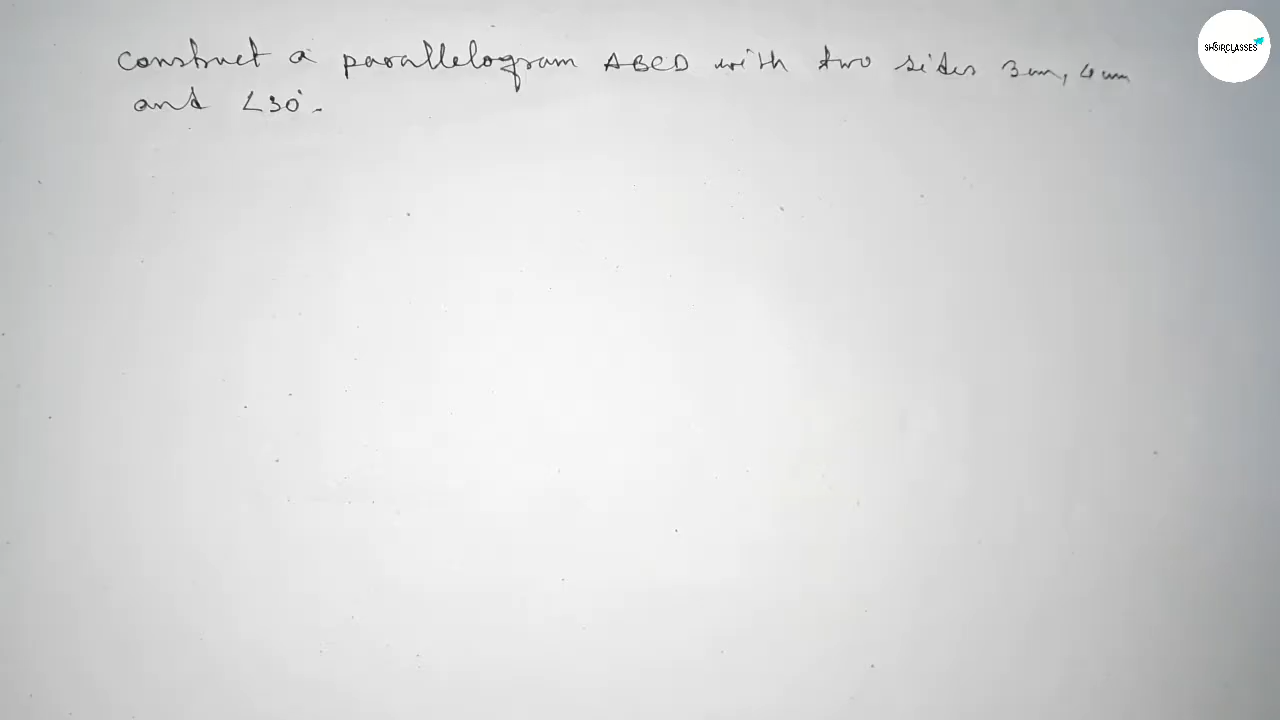 construct a parallelogram ABCD with two sides 3cm, 4cm
and ∠30°.
SHSIRCLASSES